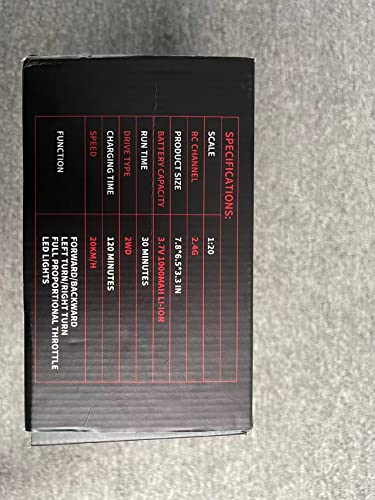 SPECIFICATIONS:
SCALE 1:20
RC CHANNEL 2.4G
PRODUCT SIZE 7.8*6.5*3.3 IN
BATTERY CAPACITY 3.7V 1000MAH LI-ION
RUN TIME 30 MINUTES
DRIVE TYPE 2WD
CHARGING TIME 120 MINUTES
SPEED 20KM/H
FUNCTION
FORWARD/BACKWARD
LEFT TURN/RIGHT TURN
FULL PROPORTIONAL THROTTLE
LED LIGHTS